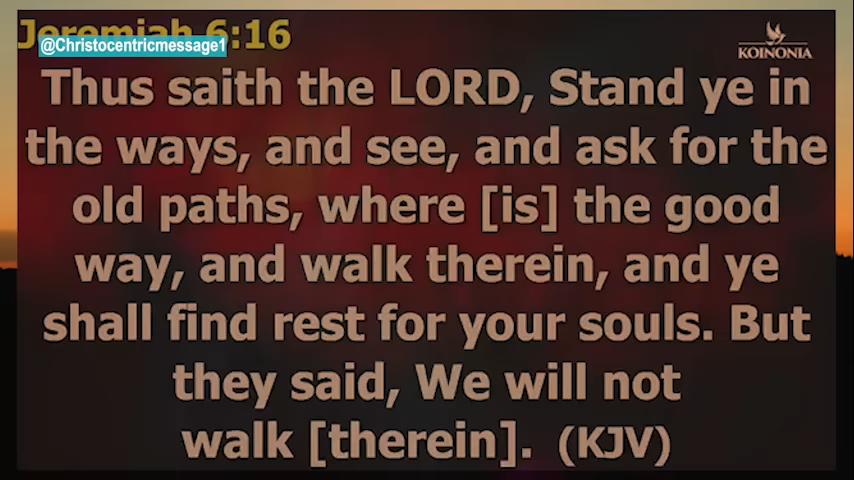 Jeremiah 6:16
@Christocentricmessage1
KOINONIA
Thus saith the LORD, Stand ye in
the ways, and see, and ask for the
old paths, where [is] the good
way, and walk therein, and ye
shall find rest for your souls. But
they said, We will not
walk [therein]. (KJV)